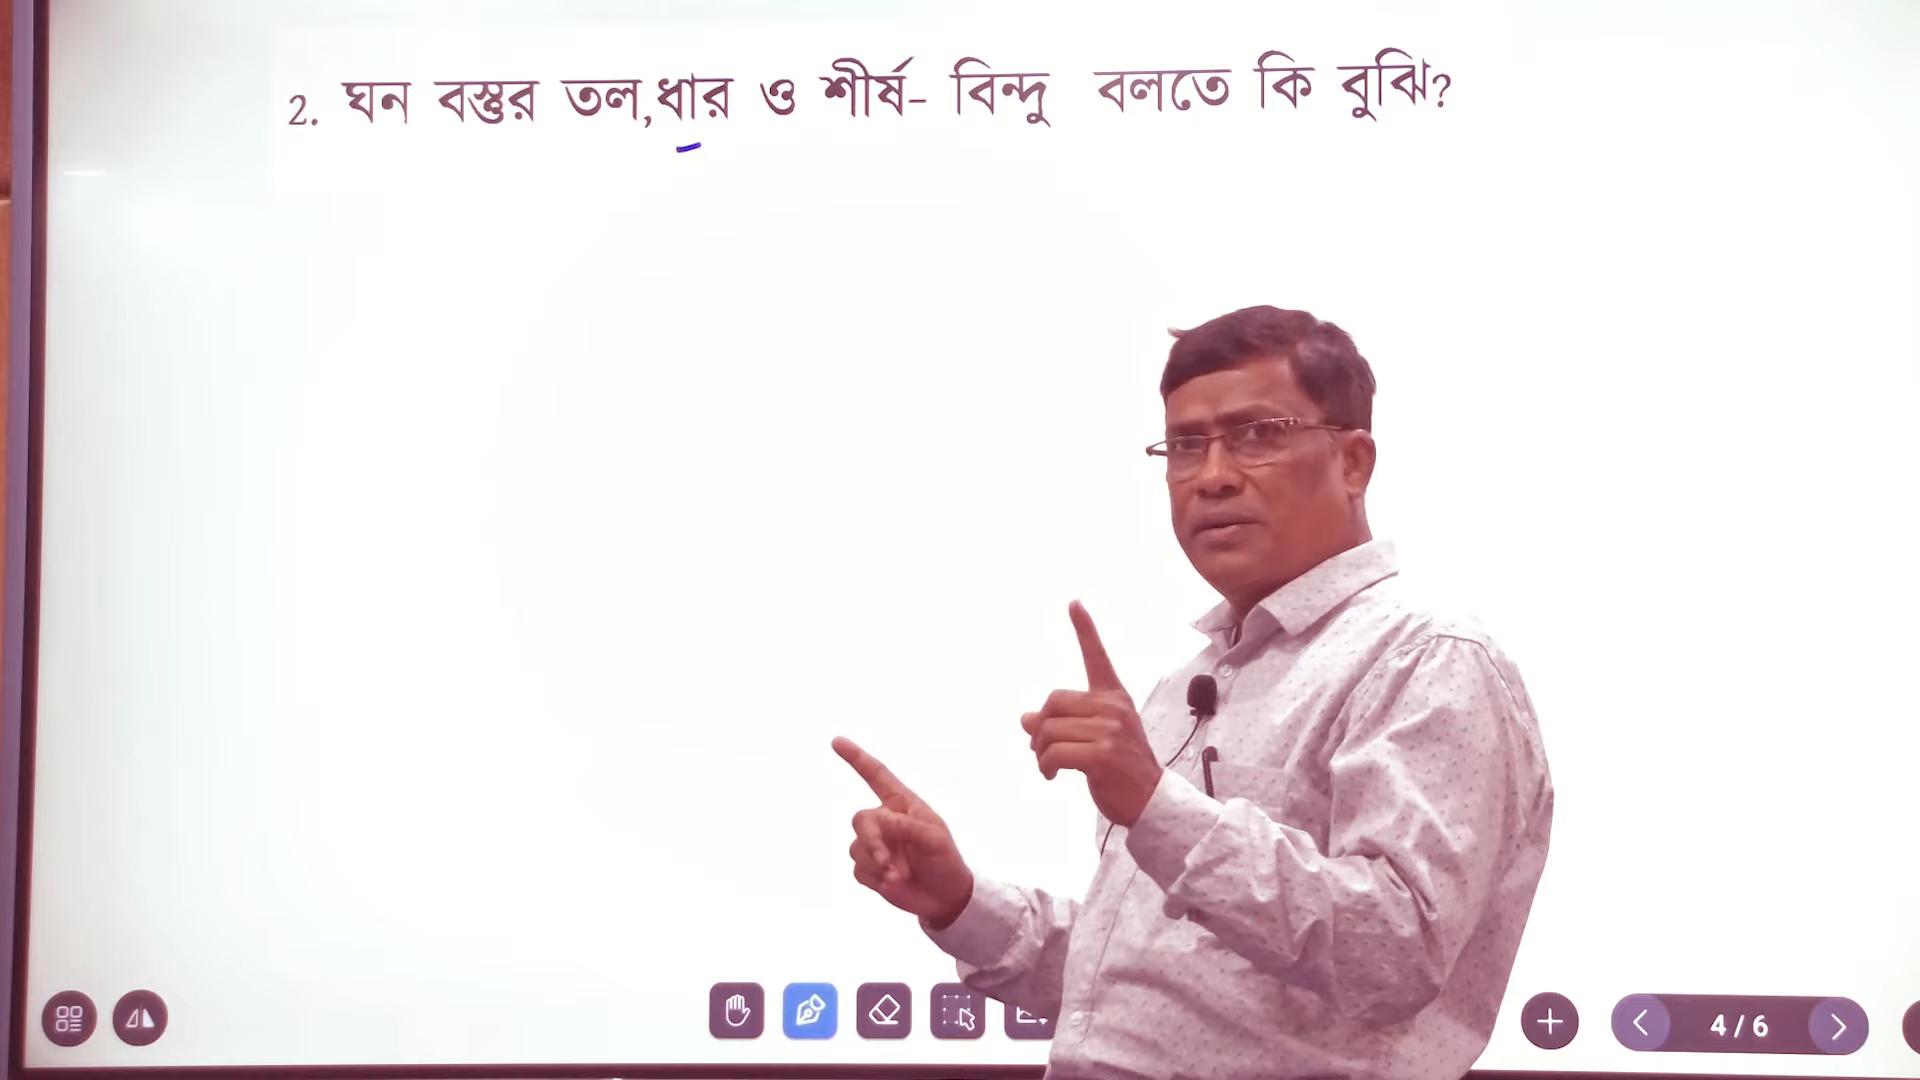 2. ঘন বস্তুর তল,ধার ও শীর্ষ- বিন্দু বলতে কি বুঝি?
4 / 6